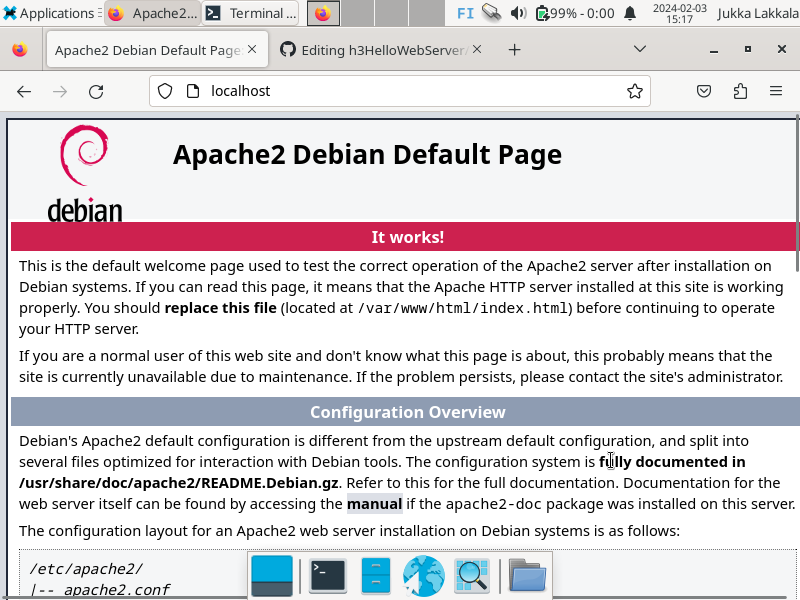 Applications
Apache2...
Terminal ...
FI
99% - 0:00
2024-02-03
15:17
Jukka Lakkala
Apache2 Debian Default Page:
Editing h3HelloWebServer/
localhost
debian
Apache2 Debian Default Page
It works!
This is the default welcome page used to test the correct operation of the Apache2 server after installation on
Debian systems. If you can read this page, it means that the Apache HTTP server installed at this site is working
properly. You should replace this file (located at /var/www/html/index.html) before continuing to operate
your HTTP server.
If you are a normal user of this web site and don't know what this page is about, this probably means that the
site is currently unavailable due to maintenance. If the problem persists, please contact the site's administrator.
Configuration Overview
Debian's Apache2 default configuration is different from the upstream default configuration, and split into
several files optimized for interaction with Debian tools. The configuration system is fully documented in
/usr/share/doc/apache2/README.Debian.gz. Refer to this for the full documentation. Documentation for the
web server itself can be found by accessing the manual if the apache2-doc package was installed on this server.
The configuration layout for an Apache2 web server installation on Debian systems is as follows:
/etc/apache2/
|-- apache2.conf